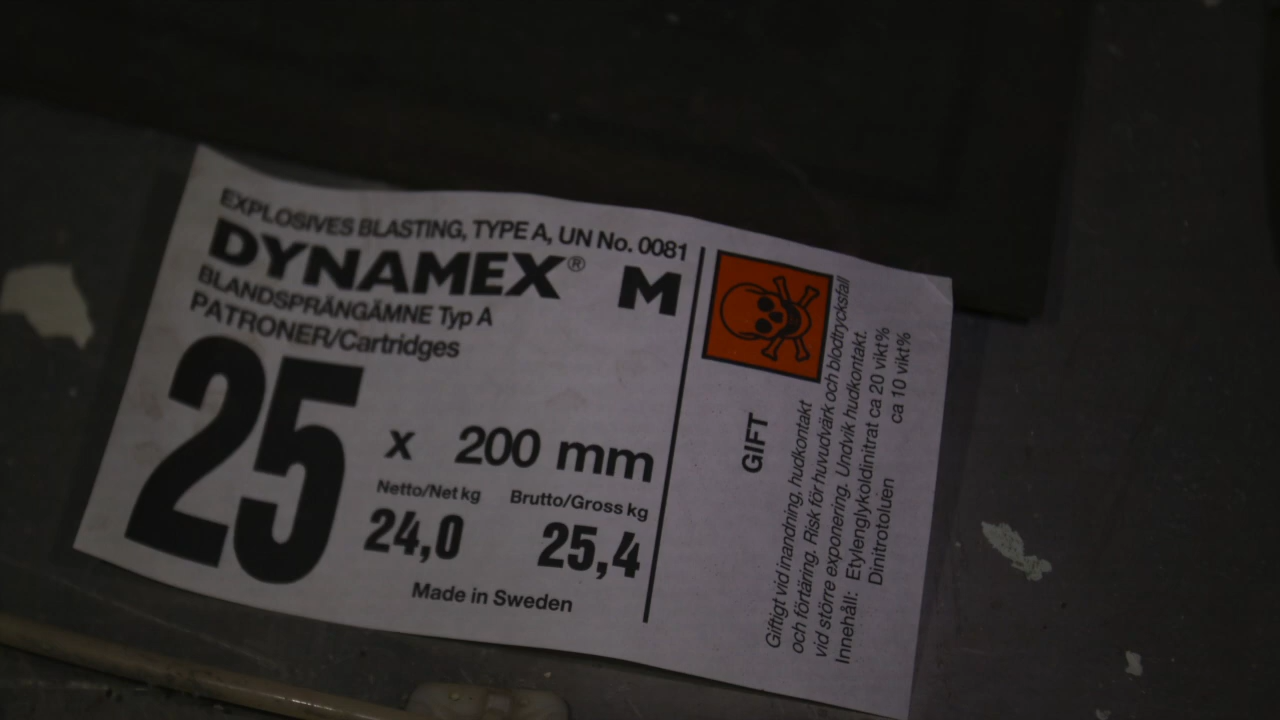 EXPLOSIVES BLASTING, TYPE A, UN No. 0081
DYNAMEX® M
BLANDSPRÄNGÄMNE Typ A
PATRONER/Cartridges
25 x 200 mm
Netto/Net kg Brutto/Gross kg
24,0 25,4
Made in Sweden
GIFT
Giftigt vid inandning, hudkontakt
och förtäring. Risk för huvudvärk och blodtrycksfall
vid större exponering. Undvik hudkontakt.
Innehåll: Etylenglykoldinitrat ca 20 vikt%
Dinitrotoluen ca 10 vikt%